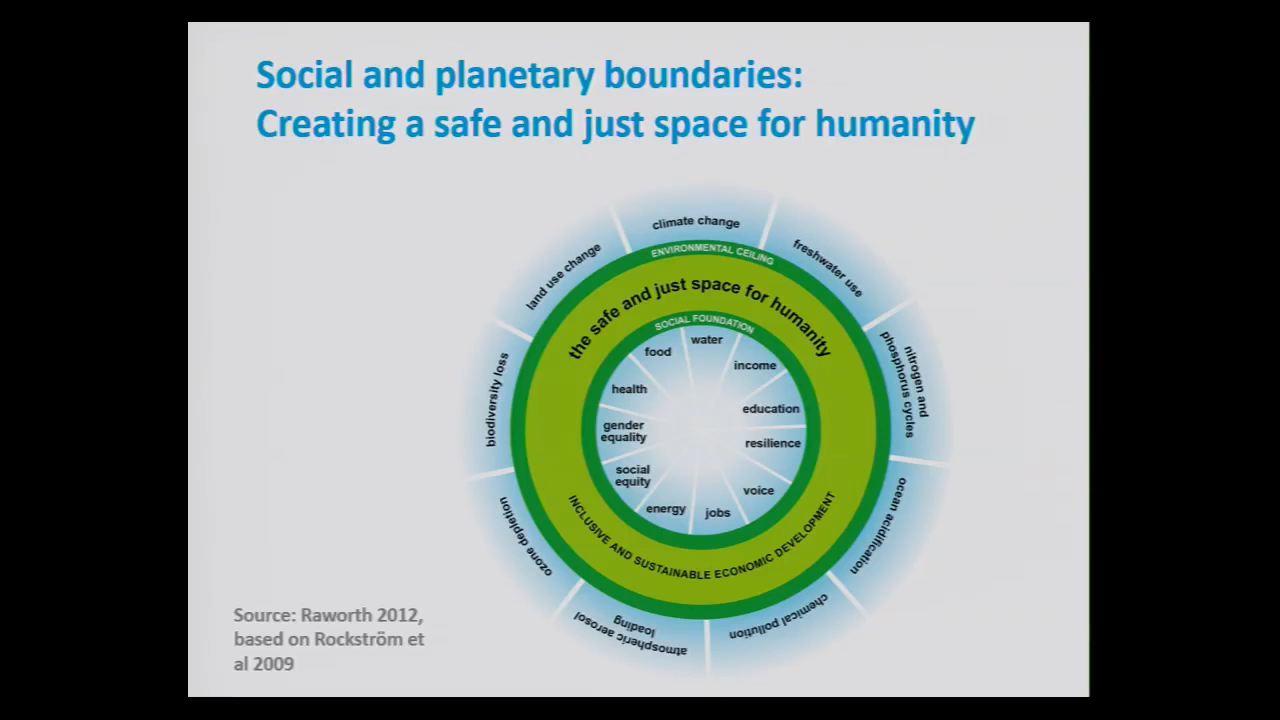 Social and planetary boundaries:
Creating a safe and just space for humanity
climate change
freshwater use
nitrogen and
phosphorus cycles
ocean acidification
chemical pollution
atmospheric aerosol
loading
ozone depletion
biodiversity loss
land use change
ENVIRONMENTAL CEILING
the safe and just space for humanity
SOCIAL FOUNDATION
water
income
education
resilience
voice
jobs
energy
social
equity
gender
equality
health
food
INCLUSIVE AND SUSTAINABLE ECONOMIC DEVELOPMENT
Source: Raworth 2012,
based on Rockström et
al 2009